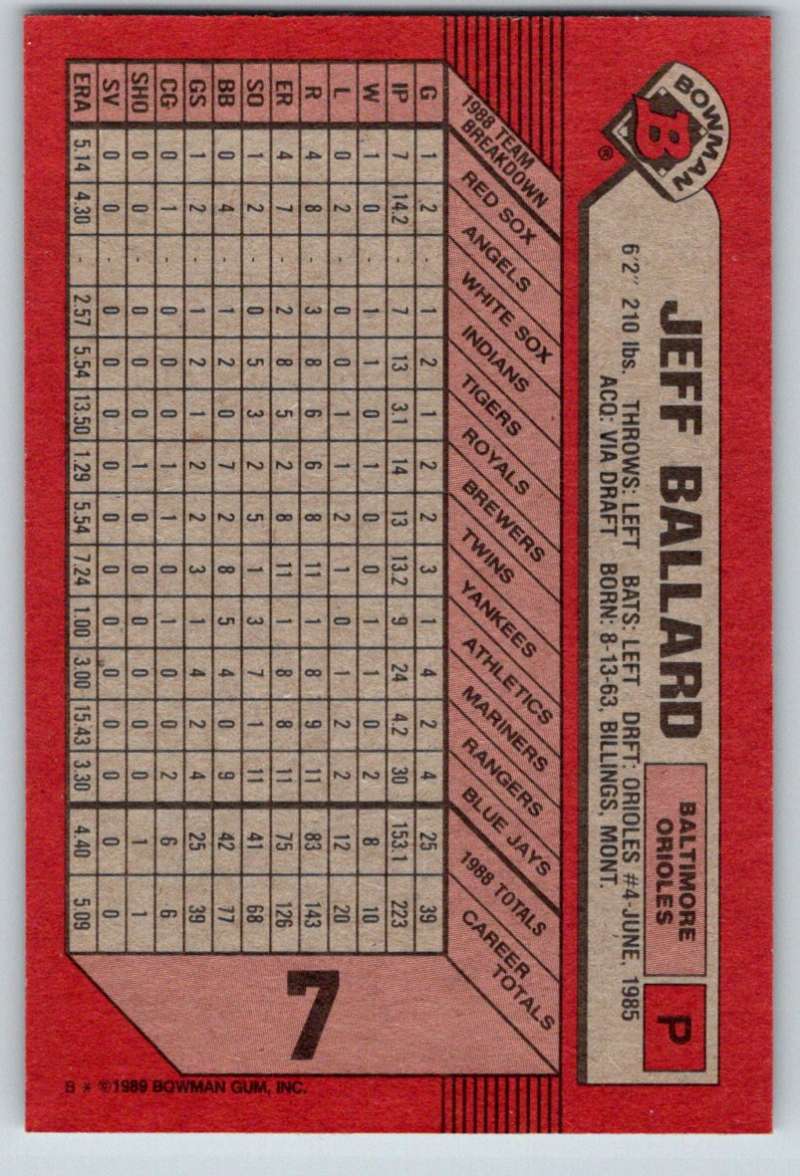 BOWMAN
B
®
JEFF BALLARD
BALTIMORE
ORIOLES
P
6'2" 210 lbs. THROWS: LEFT BATS: LEFT DRFT: ORIOLES #4-JUNE, 1985
ACQ: VIA DRAFT BORN: 8-13-63, BILLINGS, MONT.
1988 TEAM BREAKDOWN RED SOX ANGELS WHITE SOX INDIANS TIGERS ROYALS BREWERS TWINS YANKEES ATHLETICS MARINERS RANGERS BLUE JAYS 1988 TOTALS CAREER TOTALS
G 1 2 - 1 2 1 2 2 3 1 4 2 4 25 39
IP 7 14.2 - 7 13 3.1 14 13 13.2 9 24 4.2 30 153.1 223
W 1 0 - 1 1 0 1 0 0 1 1 0 2 8 10
L 0 2 - 0 0 1 1 2 1 0 1 2 2 12 20
R 4 8 - 3 8 6 6 8 11 1 8 9 11 83 143
ER 4 7 - 2 8 5 2 8 11 1 8 8 11 75 126
SO 1 2 - 0 5 3 2 5 1 3 7 1 11 41 68
BB 0 4 - 1 2 0 7 2 8 5 4 0 9 42 77
GS 1 2 - 1 2 1 2 2 3 1 4 2 4 25 39
CG 0 1 - 0 0 0 1 1 0 1 0 0 2 6 6
SHO 0 0 - 0 0 0 1 0 0 0 0 0 0 1 1
SV 0 0 - 0 0 0 0 0 0 0 0 0 0 0 0
ERA 5.14 4.30 - 2.57 5.54 13.50 1.29 5.54 7.24 1.00 3.00 15.43 3.30 4.40 5.09
7
B * ©1989 BOWMAN GUM, INC.